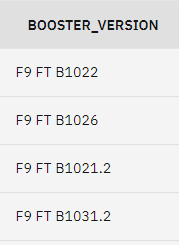 BOOSTER_VERSION
F9 FT B1022
F9 FT B1026
F9 FT B1021.2
F9 FT B1031.2